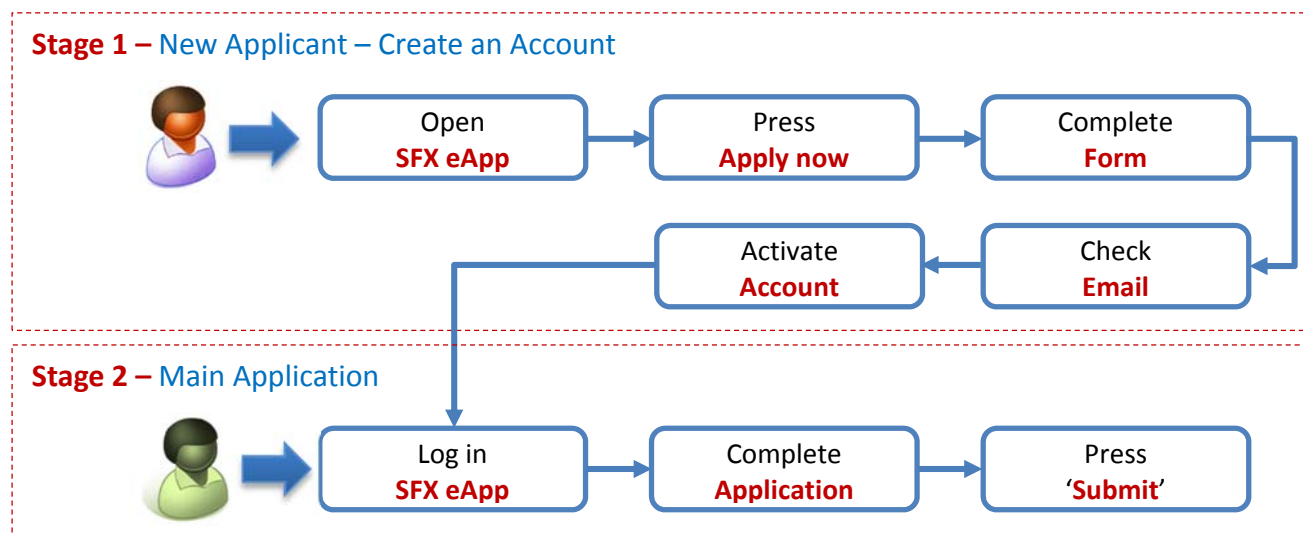 Stage 1 – New Applicant – Create an Account
Open
SFX eApp
Press
Apply now
Complete
Form
Activate
Account
Check
Email
Stage 2 – Main Application
Log in
SFX eApp
Complete
Application
Press
‘Submit’